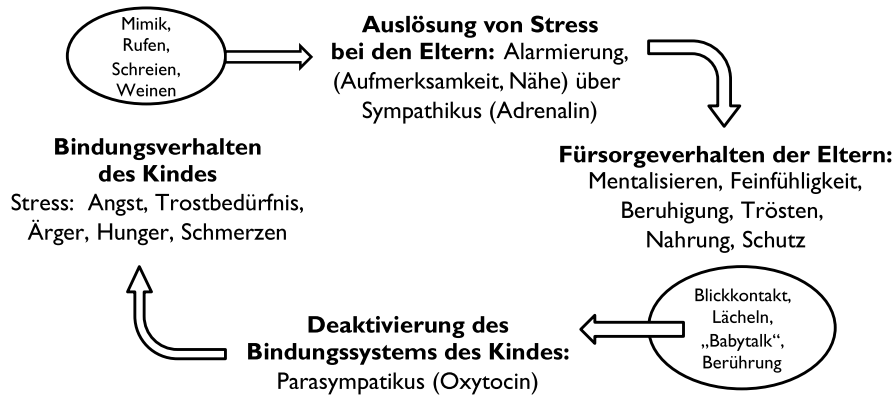 Mimik,
Rufen,
Schreien,
Weinen
Auslösung von Stress
bei den Eltern: Alarmierung,
(Aufmerksamkeit, Nähe) über
Sympathikus (Adrenalin)
Fürsorgeverhalten der Eltern:
Mentalisieren, Feinfühligkeit,
Beruhigung, Trösten,
Nahrung, Schutz
Blickkontakt,
Lächeln,
„Babytalk“,
Berührung
Deaktivierung des
Bindungssystems des Kindes:
Parasympatikus (Oxytocin)
Bindungsverhalten
des Kindes
Stress: Angst, Trostbedürfnis,
Ärger, Hunger, Schmerzen